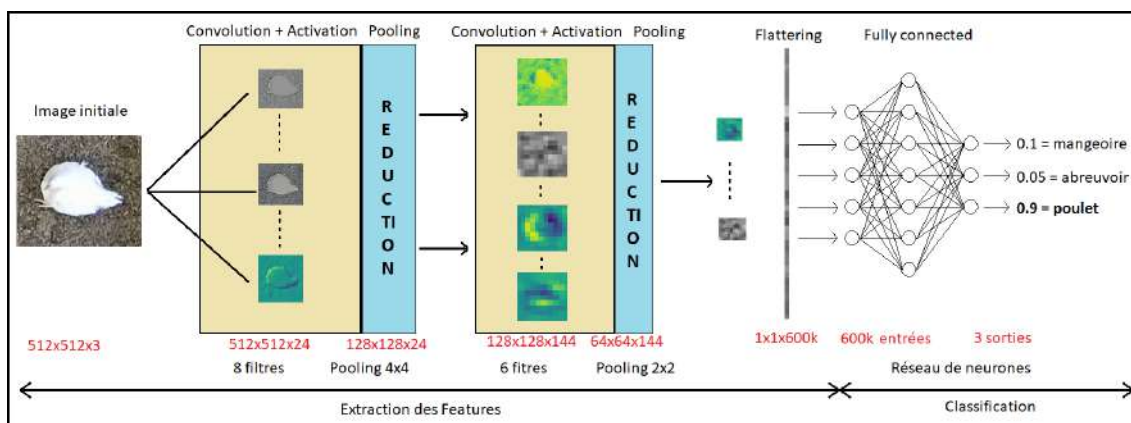 Convolution + Activation
Pooling
Convolution + Activation
Pooling
Flattering
Fully connected
Image initiale
REDUCTION
REDUCTION
0.1 = mangeoire
0.05 = abreuvoir
0.9 = poulet
512x512x3
512x512x24
128x128x24
128x128x144
64x64x144
1x1x600k
600k entrées
3 sorties
8 filtres
Pooling 4x4
6 fitres
Pooling 2x2
Réseau de neurones
Extraction des Features
Classification